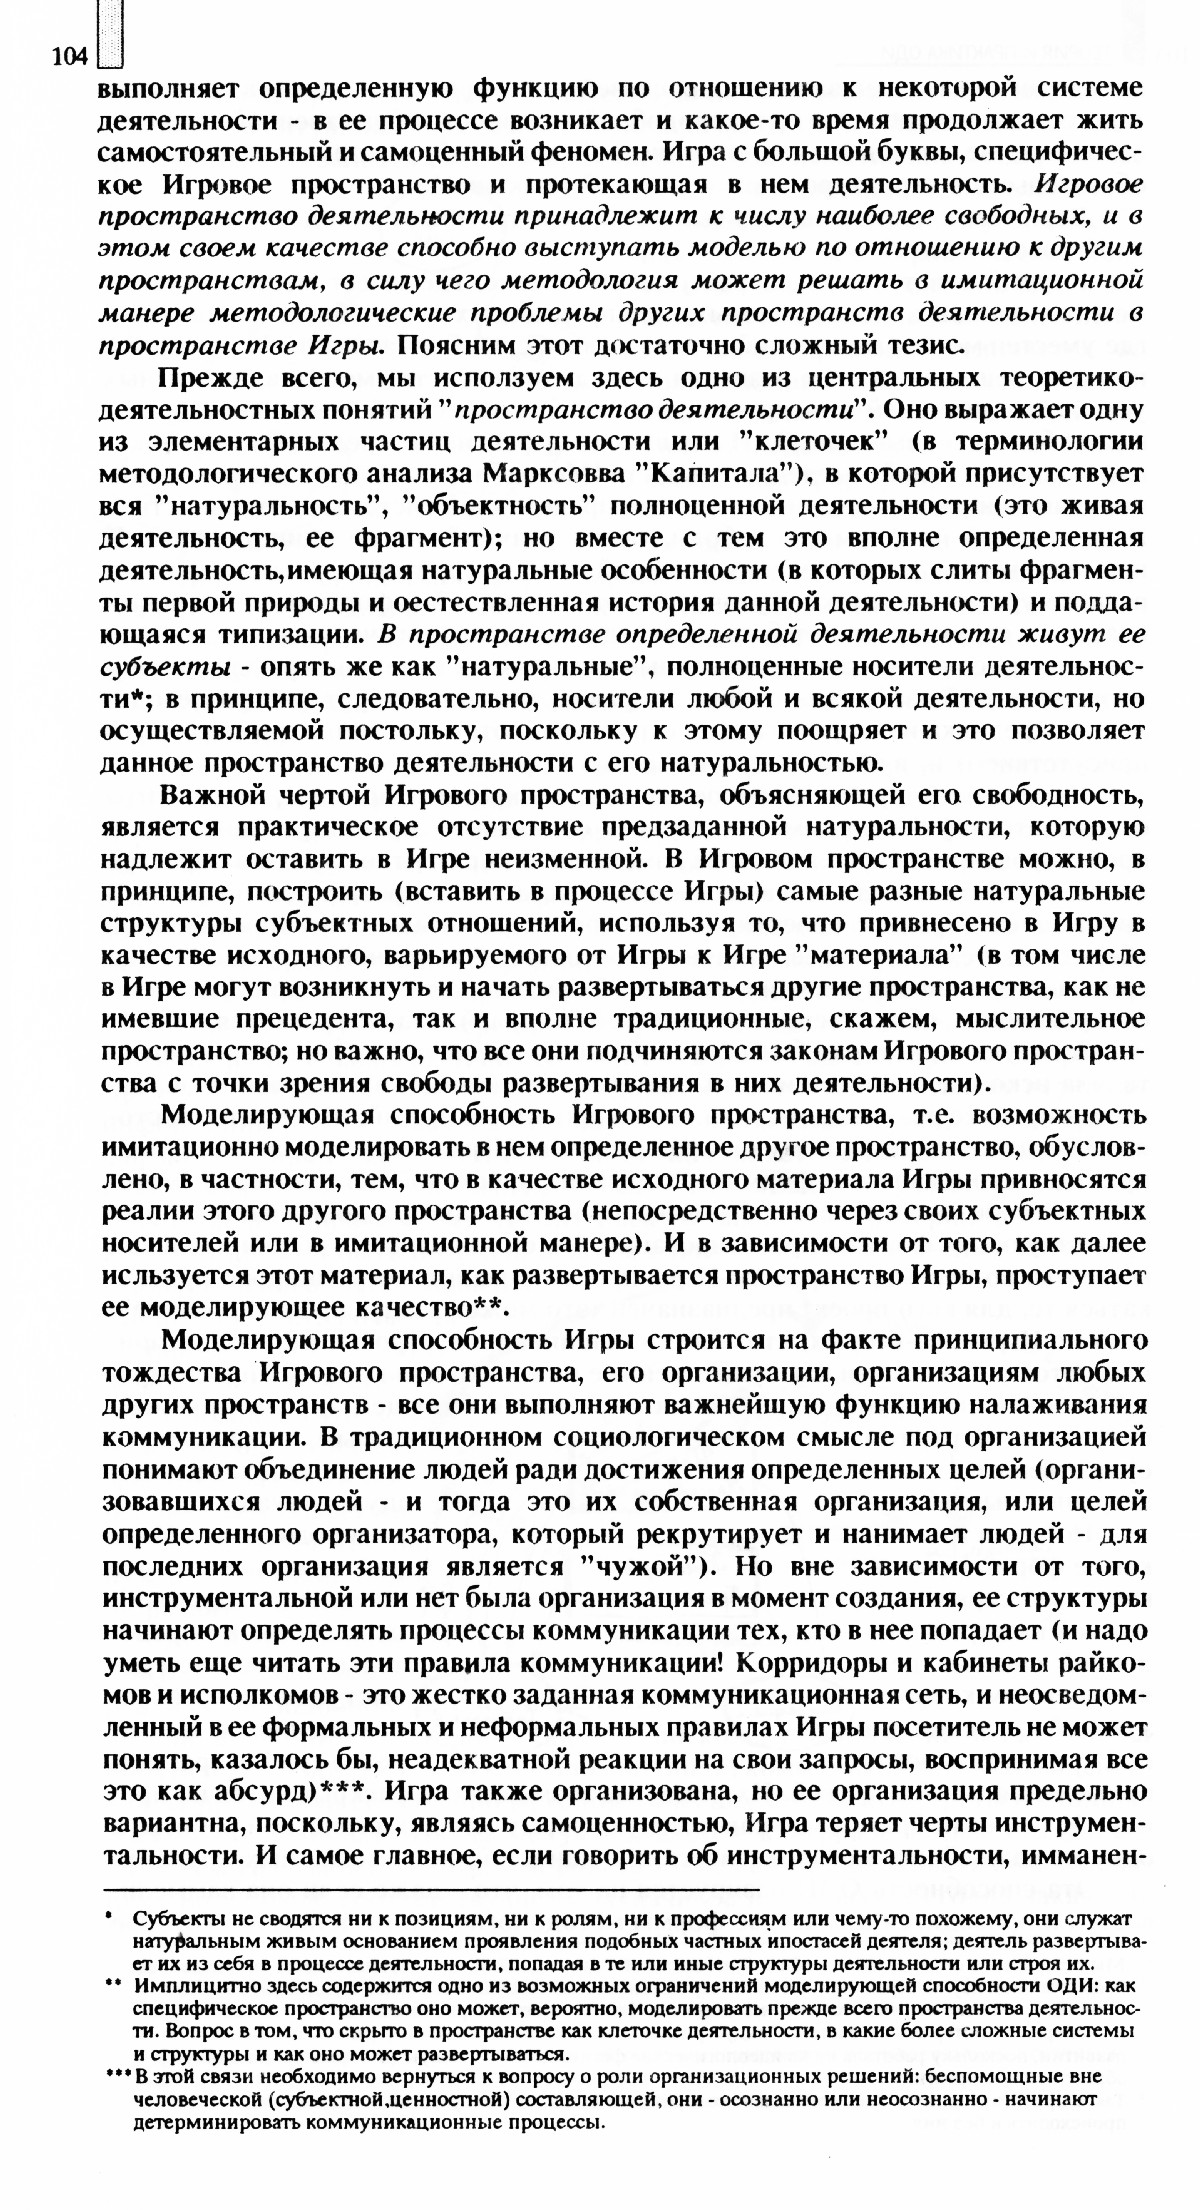 104
выполняет определенную функцию по отношению к некоторой системе
деятельности - в ее процессе возникает и какое-то время продолжает жить
самостоятельный и самоценный феномен. Игра с большой буквы, специфичес-
кое Игровое пространство и протекающая в нем деятельность. Игровое
пространство деятельности принадлежит к числу наиболее свободных, и в
этом своем качестве способно выступать моделью по отношению к другим
пространствам, в силу чего методология может решать в имитационной
манере методологические проблемы других пространств деятельности в
пространстве Игры. Поясним этот достаточно сложный тезис.
Прежде всего, мы исползуем здесь одно из центральных теоретико-
деятельностных понятий "пространство деятельности". Оно выражает одну
из элементарных частиц деятельности или "клеточек" (в терминологии
методологического анализа Марксовва "Капитала"), в которой присутствует
вся "натуральность", "объектность" полноценной деятельности (это живая
деятельность, ее фрагмент); но вместе с тем это вполне определенная
деятельность,имеющая натуральные особенности (в которых слиты фрагмен-
ты первой природы и оестествленная история данной деятельности) и подда-
ющаяся типизации. В пространстве определенной деятельности живут ее
субъекты - опять же как "натуральные", полноценные носители деятельнос-
ти*; в принципе, следовательно, носители любой и всякой деятельности, но
осуществляемой постольку, поскольку к этому поощряет и это позволяет
данное пространство деятельности с его натуральностью.
Важной чертой Игрового пространства, объясняющей его свободность,
является практическое отсутствие предзаданной натуральности, которую
надлежит оставить в Игре неизменной. В Игровом пространстве можно, в
принципе, построить (вставить в процессе Игры) самые разные натуральные
структуры субъектных отношений, используя то, что привнесено в Игру в
качестве исходного, варьируемого от Игры к Игре "материала" (в том числе
в Игре могут возникнуть и начать развертываться другие пространства, как не
имевшие прецедента, так и вполне традиционные, скажем, мыслительное
пространство; но важно, что все они подчиняются законам Игрового простран-
ства с точки зрения свободы развертывания в них деятельности).
Моделирующая способность Игрового пространства, т.е. возможность
имитационно моделировать в нем определенное другое пространство, обуслов-
лено, в частности, тем, что в качестве исходного материала Игры привносятся
реалии этого другого пространства (непосредственно через своих субъектных
носителей или в имитационной манере). И в зависимости от того, как далее
ислъзуется этот материал, как развертывается пространство Игры, проступает
ее моделирующее качество**.
Моделирующая способность Игры строится на факте принципиального
тождества Игрового пространства, его организации, организациям любых
других пространств - все они выполняют важнейшую функцию налаживания
коммуникации. В традиционном социологическом смысле под организацией
понимают объединение людей ради достижения определенных целей (органи-
зовавшихся людей - и тогда это их собственная организация, или целей
определенного организатора, который рекрутирует и нанимает людей - для
последних организация является "чужой"). Но вне зависимости от того,
инструментальной или нет была организация в момент создания, ее структуры
начинают определять процессы коммуникации тех, кто в нее попадает (и надо
уметь еще читать эти правила коммуникации! Корридоры и кабинеты райко-
мов и исполкомов - это жестко заданная коммуникационная сеть, и неосведом-
ленный в ее формальных и неформальных правилах Игры посетитель не может
понять, казалось бы, неадекватной реакции на свои запросы, воспринимая все
это как абсурд)***. Игра также организована, но ее организация предельно
вариантна, поскольку, являясь самоценностью, Игра теряет черты инструмен-
тальности. И самое главное, если говорить об инструментальности, имманен-
* Субъекты не сводятся ни к позициям, ни к ролям, ни к профессиям или чему-то похожему, они служат
натуральным живым основанием проявления подобных частных ипостасей деятеля; деятель развертыва-
ет их из себя в процессе деятельности, попадая в те или иные структуры деятельности или строя их.
** Имплицитно здесь содержится одно из возможных ограничений моделирующей способности ОДИ: как
специфическое пространство оно может, вероятно, моделировать прежде всего пространства деятельнос-
ти. Вопрос в том, что скрыто в пространстве как клеточке деятельности, в какие более сложные системы
и структуры и как оно может развертываться.
*** В этой связи необходимо вернуться к вопросу о роли организационных решений: беспомощные вне
человеческой (субъектной,ценностной) составляющей, они - осознанно или неосознанно - начинают
детерминировать коммуникационные процессы.